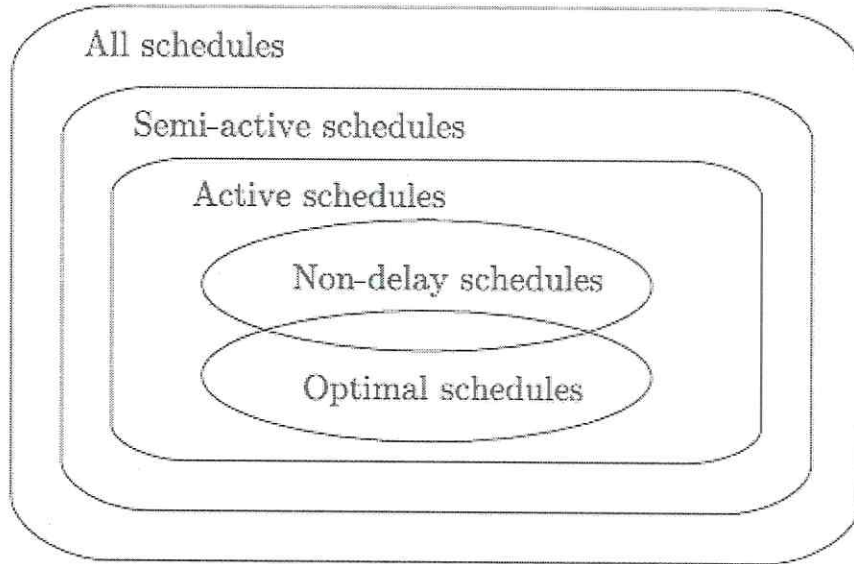 All schedules
Semi-active schedules
Active schedules
Non-delay schedules
Optimal schedules